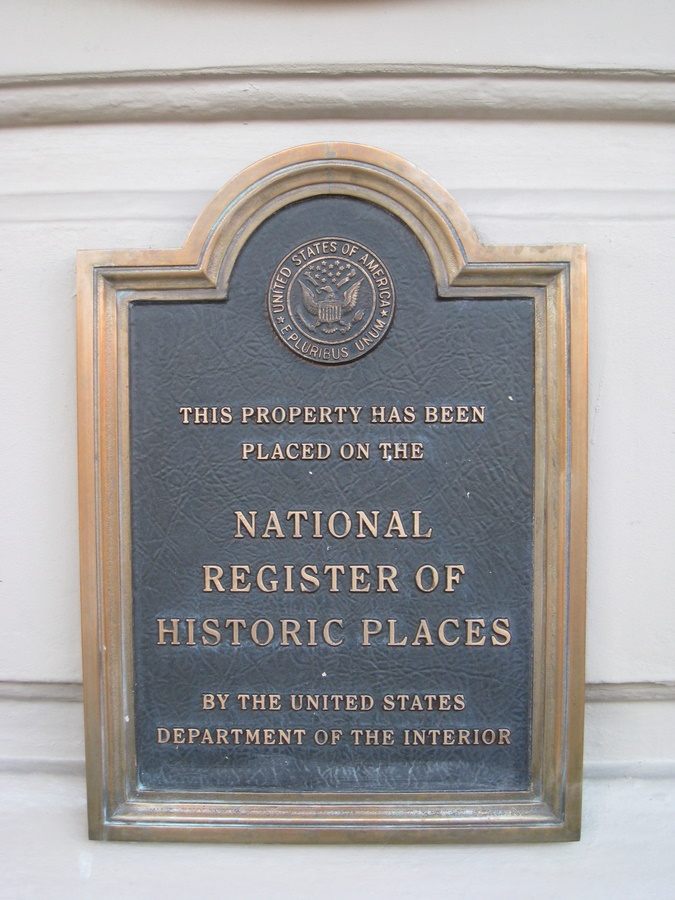 UNITED STATES OF AMERICA
E PLURIBUS UNUM
THIS PROPERTY HAS BEEN
PLACED ON THE
NATIONAL
REGISTER OF
HISTORIC PLACES
BY THE UNITED STATES
DEPARTMENT OF THE INTERIOR